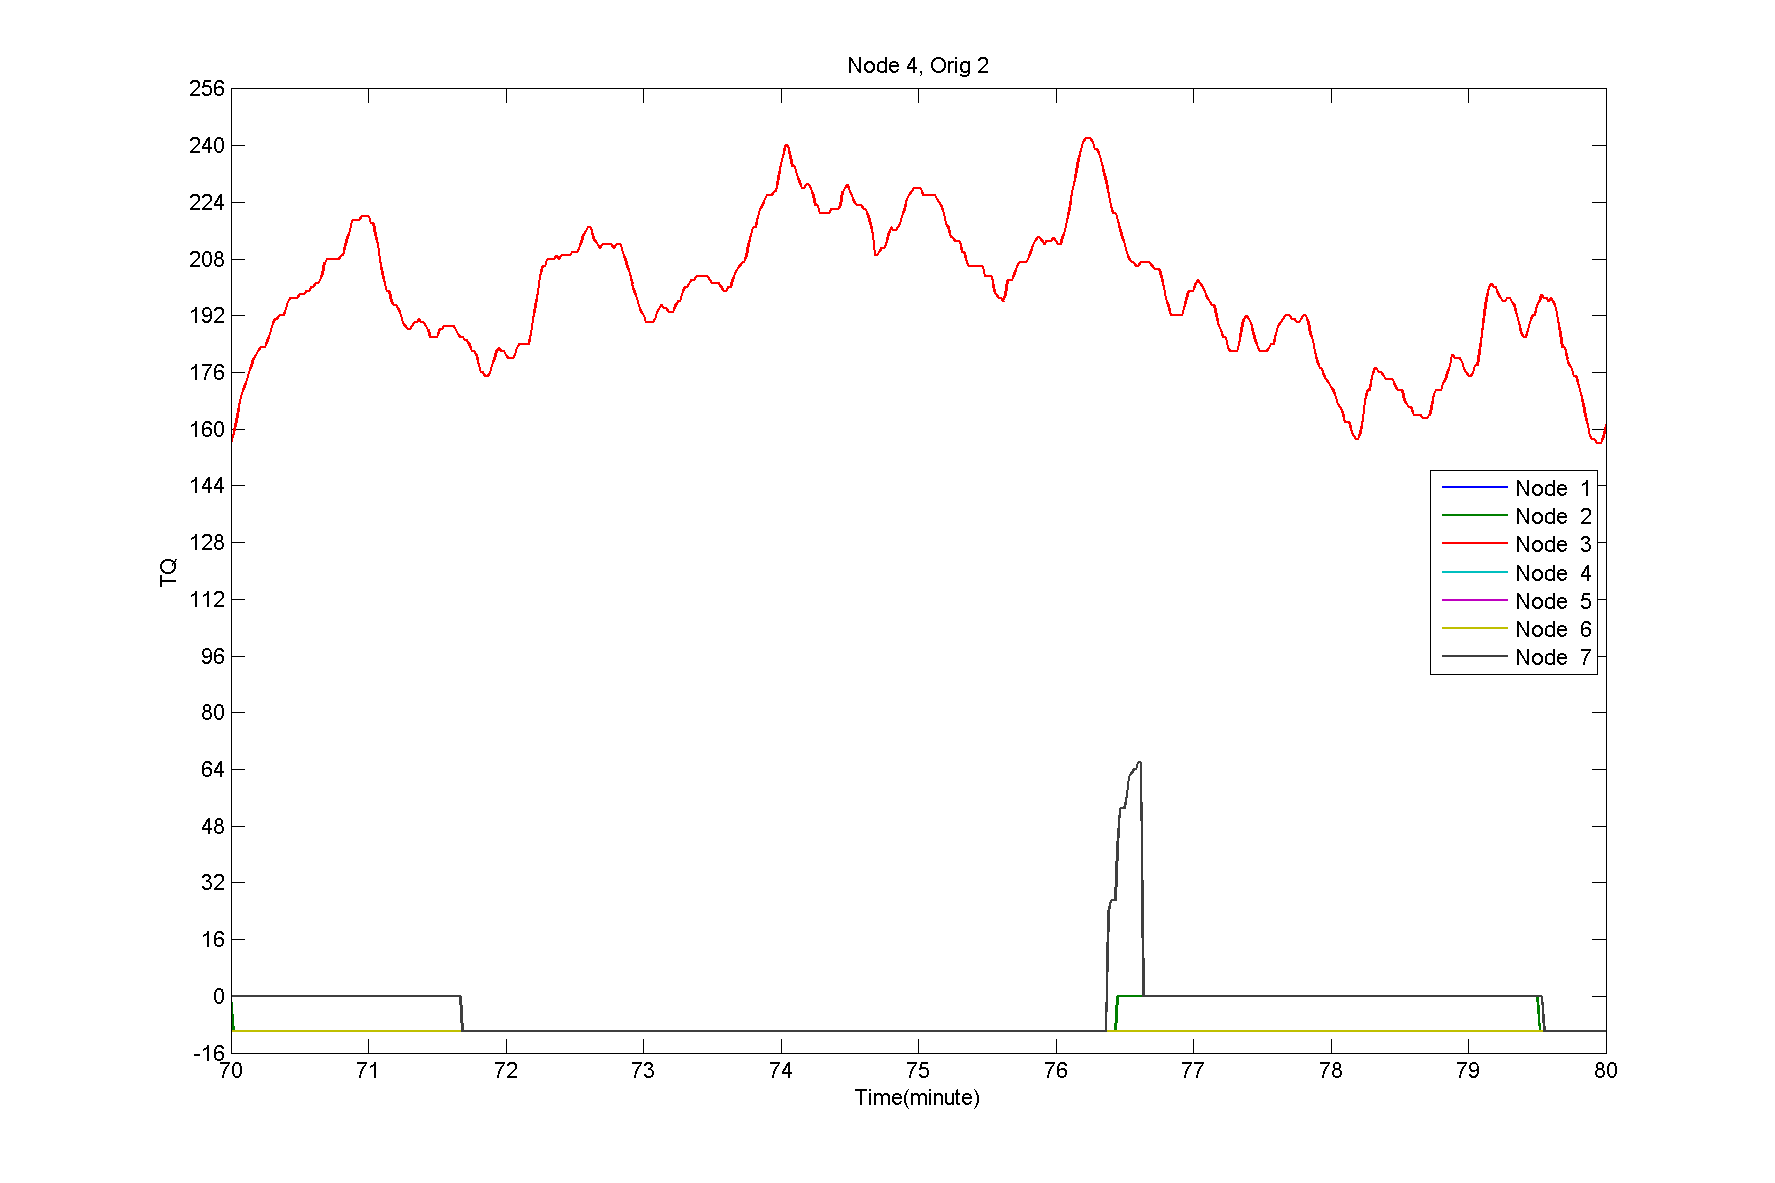 Node 4, Orig 2
256
240
224
208
192
176
160
144
128
112
96
80
64
48
32
16
0
-16
TQ
Node 1
Node 2
Node 3
Node 4
Node 5
Node 6
Node 7
70 71 72 73 74 75 76 77 78 79 80
Time(minute)